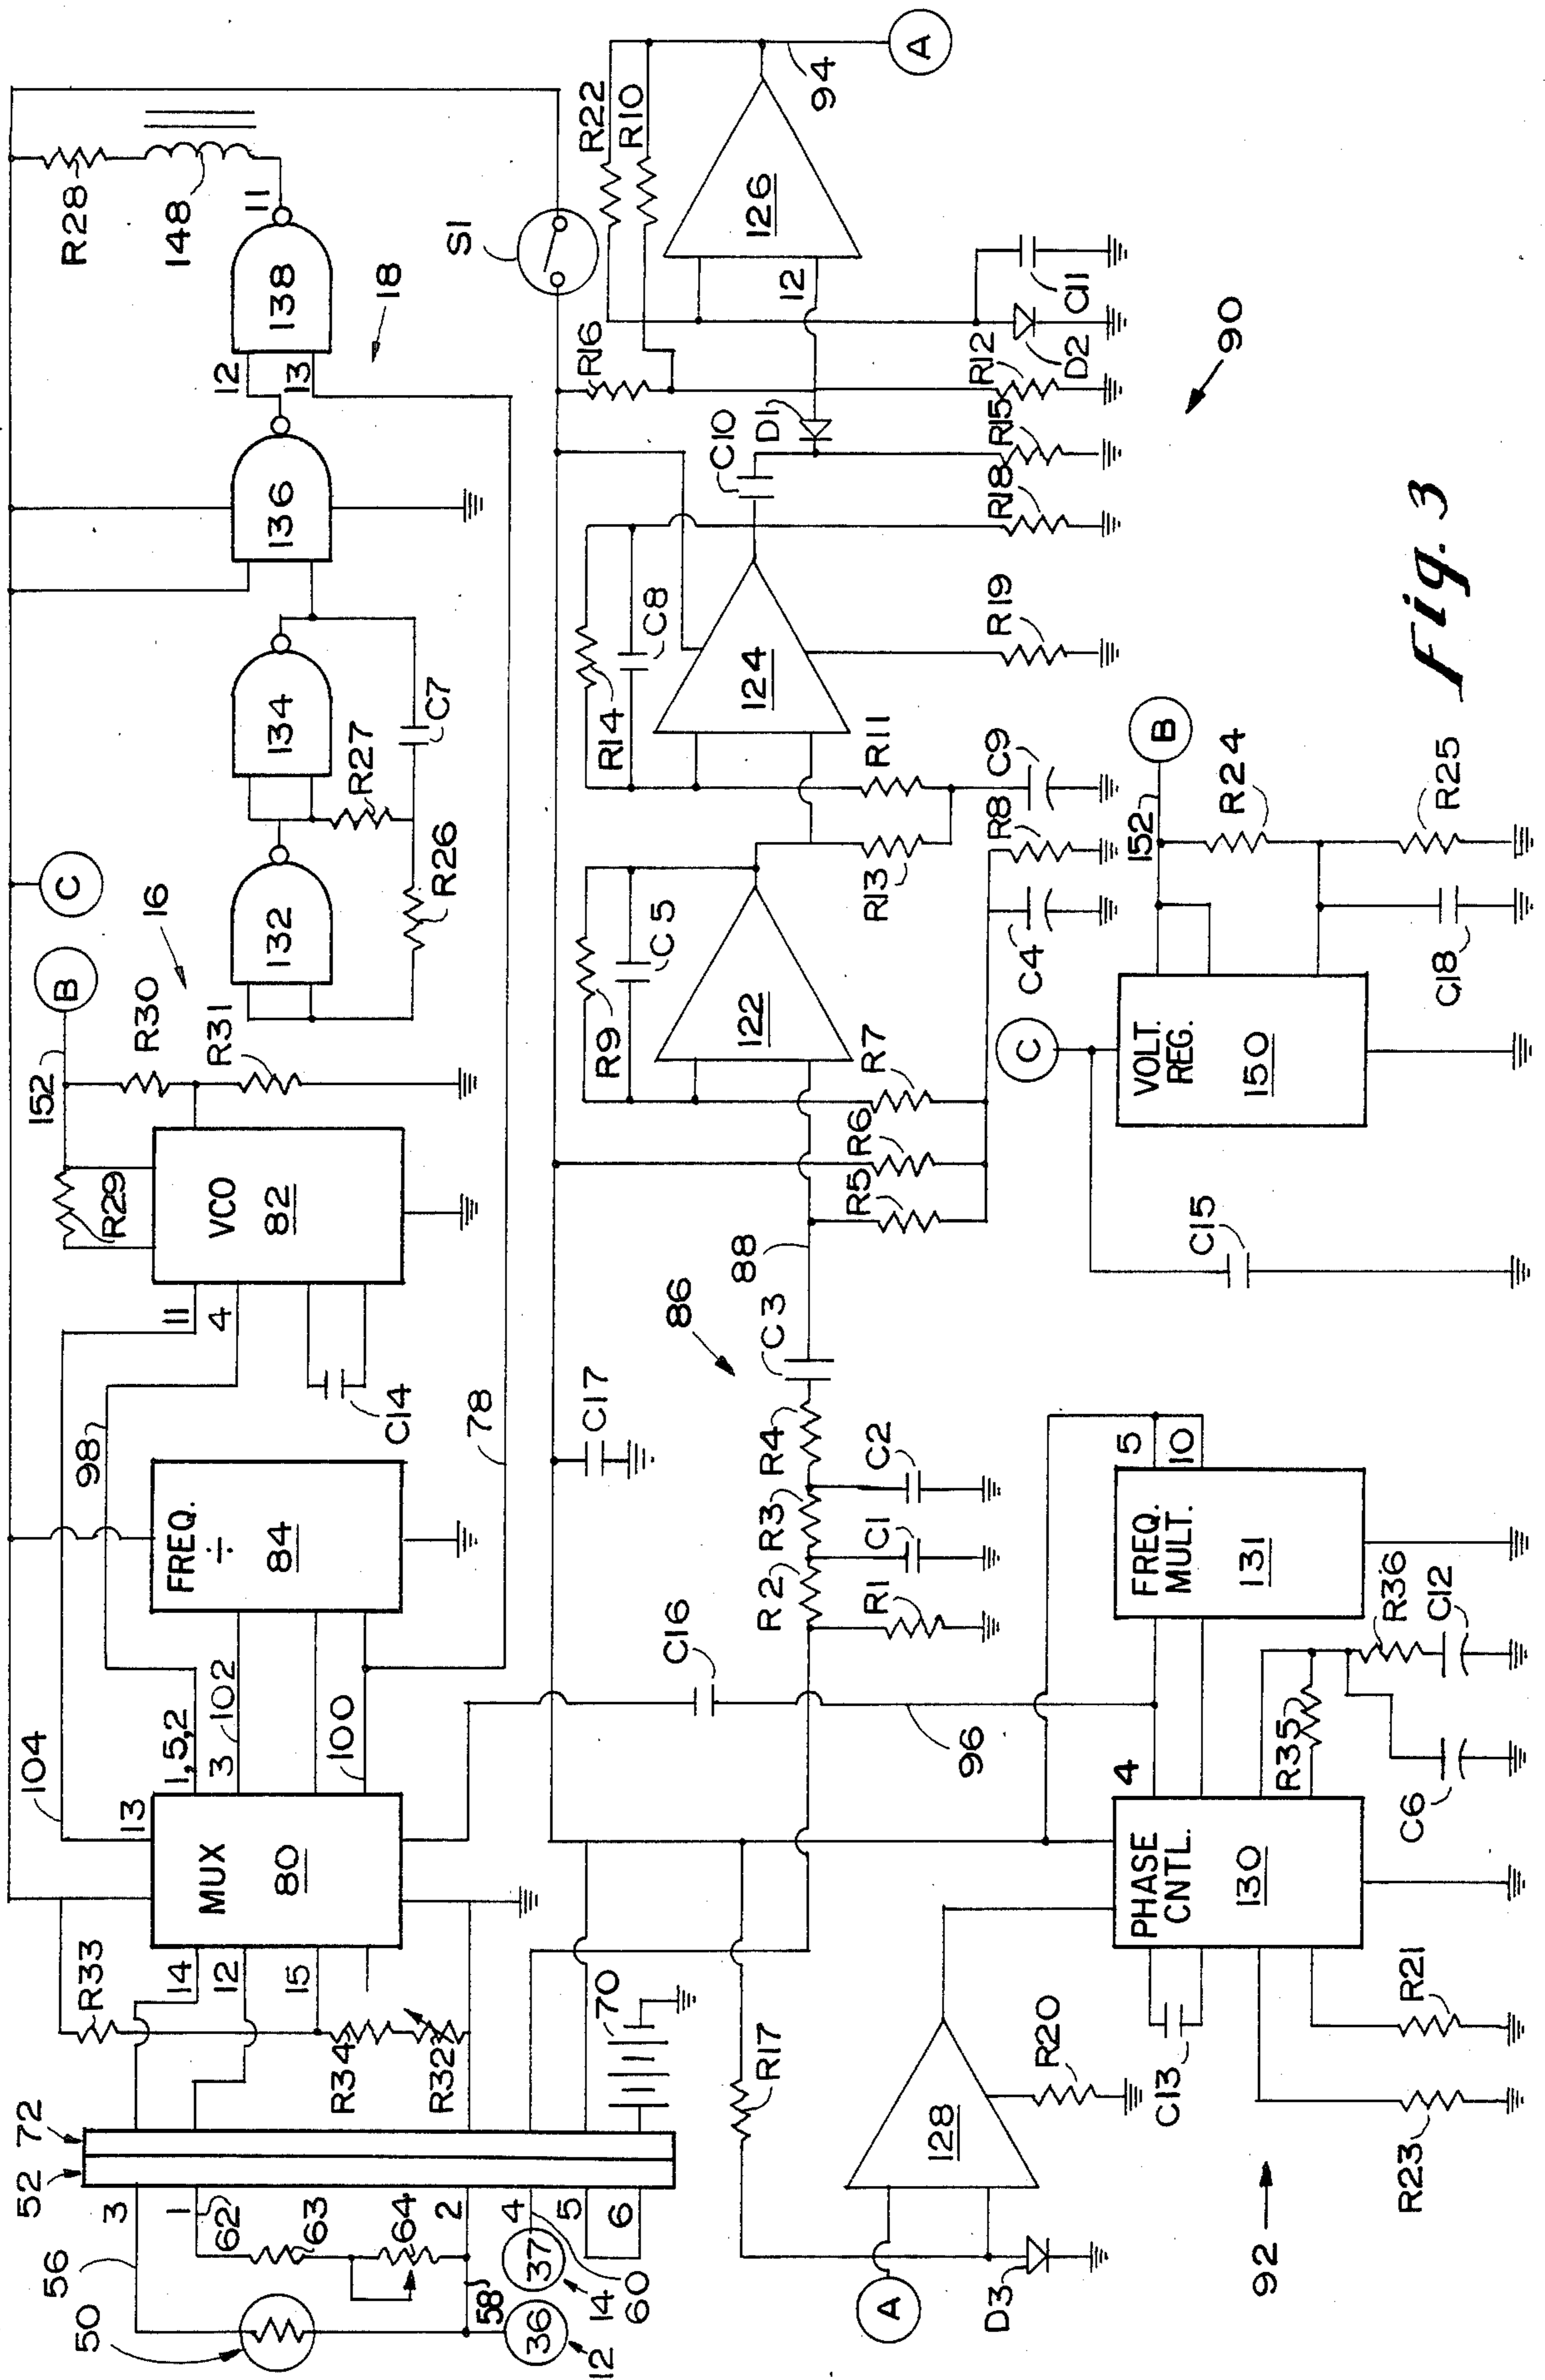 R28
148
11
138
12
13
18
136
134
R27
C7
132
R26
C
16
B
152
R30
R31
R29
VCO
82
11
4
C14
98
78
FREQ.
÷
84
104
13
1,5,2
3
102
100
MUX
80
14
12
15
R33
R34
R32
72
52
3
1
2
4
5
6
56
62
63
64
58
50
37
36
14
60
12
70
S1
R22
R10
94
A
126
12
R16
C11
D2
R12
D1
C10
R15
R18
90
R14
C8
124
R19
R11
C9
R13
R8
C4
R9
C5
122
R7
R6
R5
88
86
C3
R4
C2
R3
C1
R2
R1
C17
C16
96
R17
128
R20
A
D3
92
B
152
R24
R25
C18
C
VOLT.
REG.
150
C15
5
10
FREQ.
MULT.
131
R36
C12
R35
C6
4
PHASE
CNTL.
130
C13
R21
R23
Fig. 3